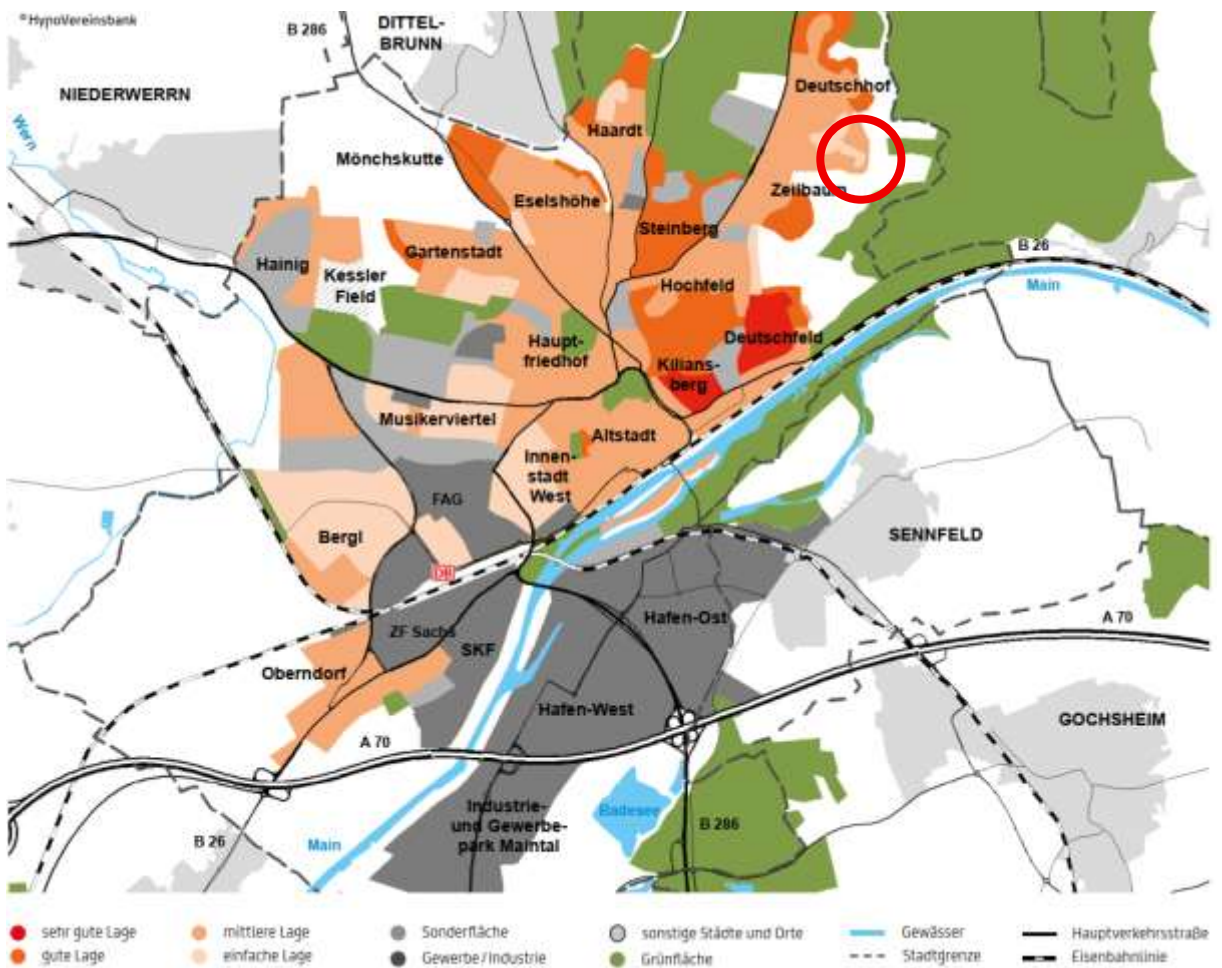 © HypoVereinsbank
B 286
DITTEL-
BRUNN
NIEDERWERRN
Deutschhof
Wern
Haardt
Mönchskutte
Zeilbaum
Eselshöhe
Steinberg
Gartenstadt
B 26
Hainig
Kessler
Field
Hochfeld
Main
Haupt-
friedhof
Deutschfeld
Kilians-
berg
Musikerviertel
Altstadt
Innen-
stadt
West
FAG
SENNFELD
Bergl
DB
Hafen-Ost
A 70
ZF Sachs
SKF
Oberndorf
Hafen-West
GOCHSHEIM
A 70
Industrie-
und Gewerbe-
park Maintal
Badesee
B 286
B 26
Main
sehr gute Lage
mittlere Lage
Sonderfläche
sonstige Städte und Orte
Gewässer
Hauptverkehrsstraße
gute Lage
einfache Lage
Gewerbe/Industrie
Grünfläche
Stadtgrenze
Eisenbahnlinie